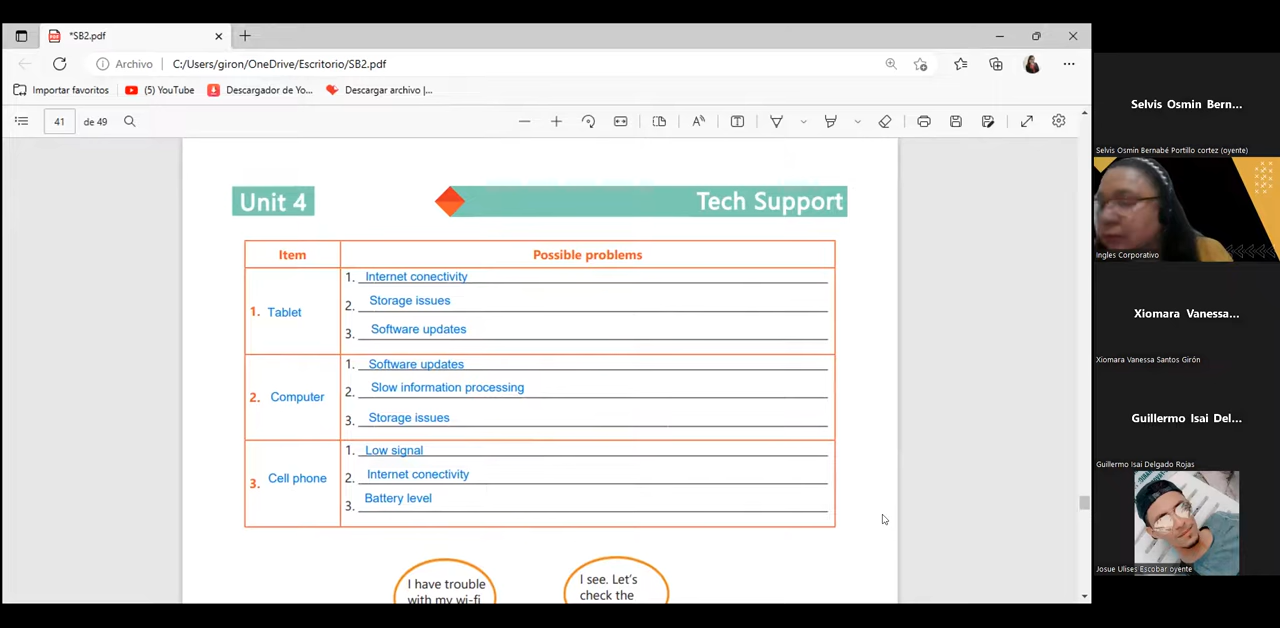 *SB2.pdf
Archivo C:/Users/giron/OneDrive/Escritorio/SB2.pdf
Importar favoritos (5) YouTube Descargador de Yo... Descargar archivo |...
41 de 49
Unit 4 Tech Support
Item Possible problems
1. Tablet
1. Internet conectivity
2. Storage issues
3. Software updates
2. Computer
1. Software updates
2. Slow information processing
3. Storage issues
3. Cell phone
1. Low signal
2. Internet conectivity
3. Battery level
I have trouble
with my wi-fi
I see. Let's
check the
Selvis Osmin Bern...
Selvis Osmin Bernabé Portillo cortez (oyente)
Ingles Corporativo
Xiomara Vanessa...
Xiomara Vanessa Santos Girón
Guillermo Isai Del...
Guillermo Isai Delgado Rojas
Josue Ulises Escobar oyente